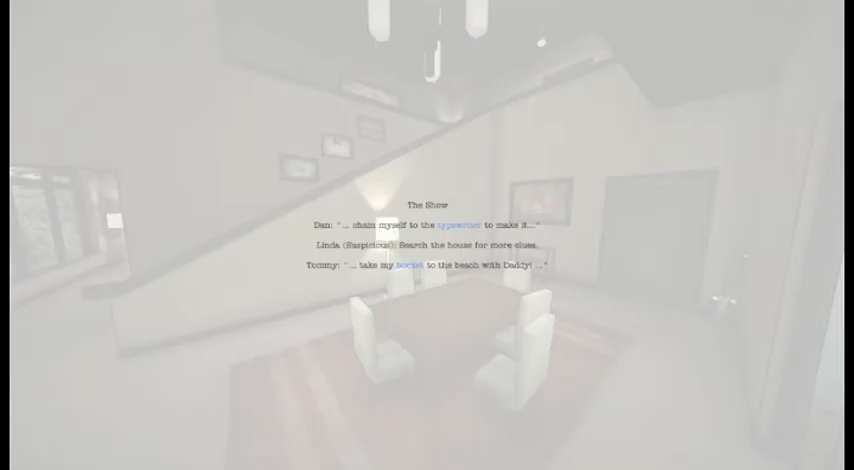 The Show
Dan: "... chain myself to the typewriter to make it..."
Linda (Suspicious): Search the house for more clues.
Tommy: "... take my bucket to the beach with Daddy! ..."